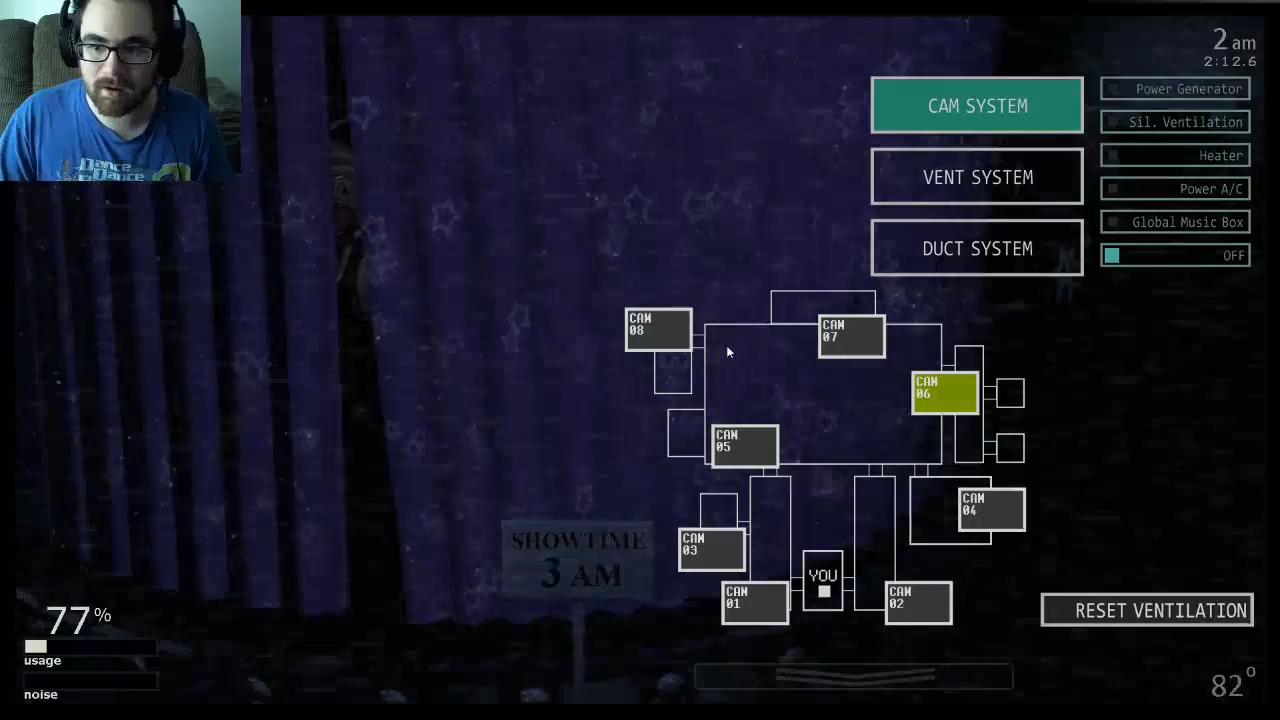 Dance
Dance
2 am
2:12.6
CAM SYSTEM
VENT SYSTEM
DUCT SYSTEM
Power Generator
Sil. Ventilation
Heater
Power A/C
Global Music Box
OFF
CAM
08
CAM
07
CAM
06
CAM
05
CAM
04
CAM
03
CAM
01
YOU
CAM
02
SHOWTIME
3 AM
RESET VENTILATION
77%
usage
noise
82°